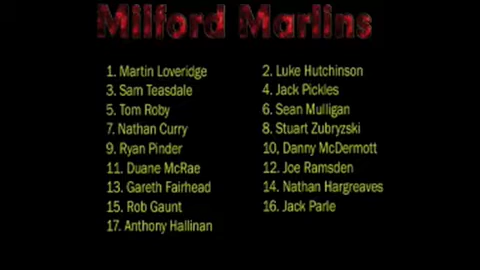 Milford Marlins
1. Martin Loveridge 2. Luke Hutchinson
3. Sam Teasdale 4. Jack Pickles
5. Tom Roby 6. Sean Mulligan
7. Nathan Curry 8. Stuart Zubryzski
9. Ryan Pinder 10, Danny McDermott
11. Duane McRae 12. Joe Ramsden
13. Gareth Fairhead 14. Nathan Hargreaves
15. Rob Gaunt 16. Jack Parle
17. Anthony Hallinan